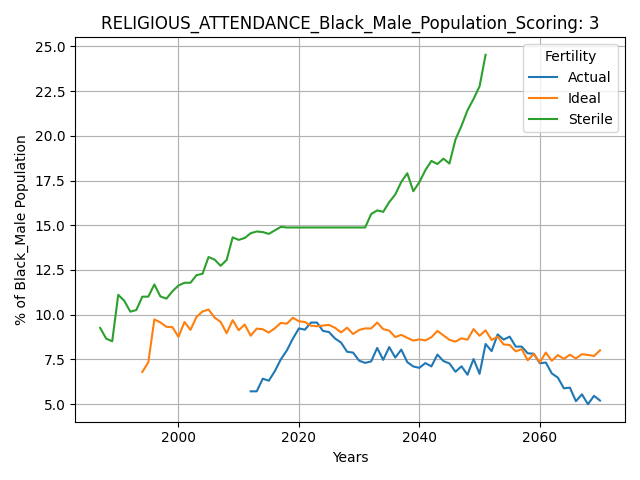 RELIGIOUS_ATTENDANCE_Black_Male_Population_Scoring: 3
Fertility
Actual
Ideal
Sterile
% of Black_Male Population
25.0
22.5
20.0
17.5
15.0
12.5
10.0
7.5
5.0
2000 2020 2040 2060
Years